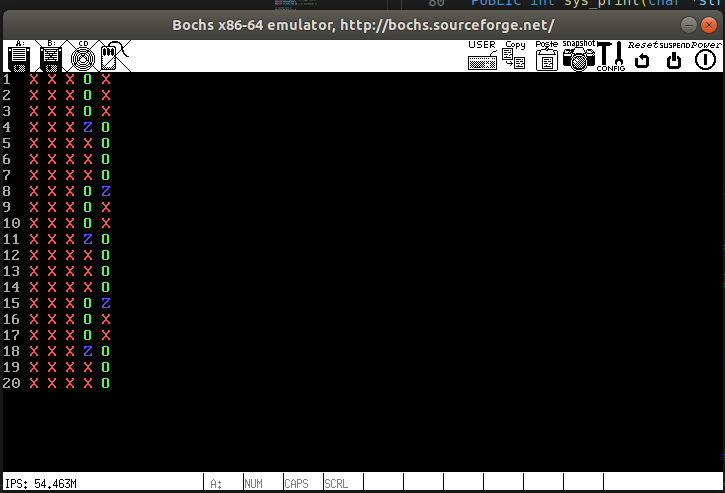 80 PUBLIC int sys_print(char *str
Bochs x86-64 emulator, http://bochs.sourceforge.net/
A: B: CD USER Copy Paste snapshot CONFIG Reset SUSPEND Power
1 X X X O X
2 X X X O X
3 X X X O X
4 X X X Z O
5 X X X X O
6 X X X X O
7 X X X X O
8 X X X O Z
9 X X X O X
10 X X X O X
11 X X X Z O
12 X X X X O
13 X X X X O
14 X X X X O
15 X X X O Z
16 X X X O X
17 X X X O X
18 X X X Z O
19 X X X X O
20 X X X X O
IPS: 54.463M A: NUM CAPS SCRL